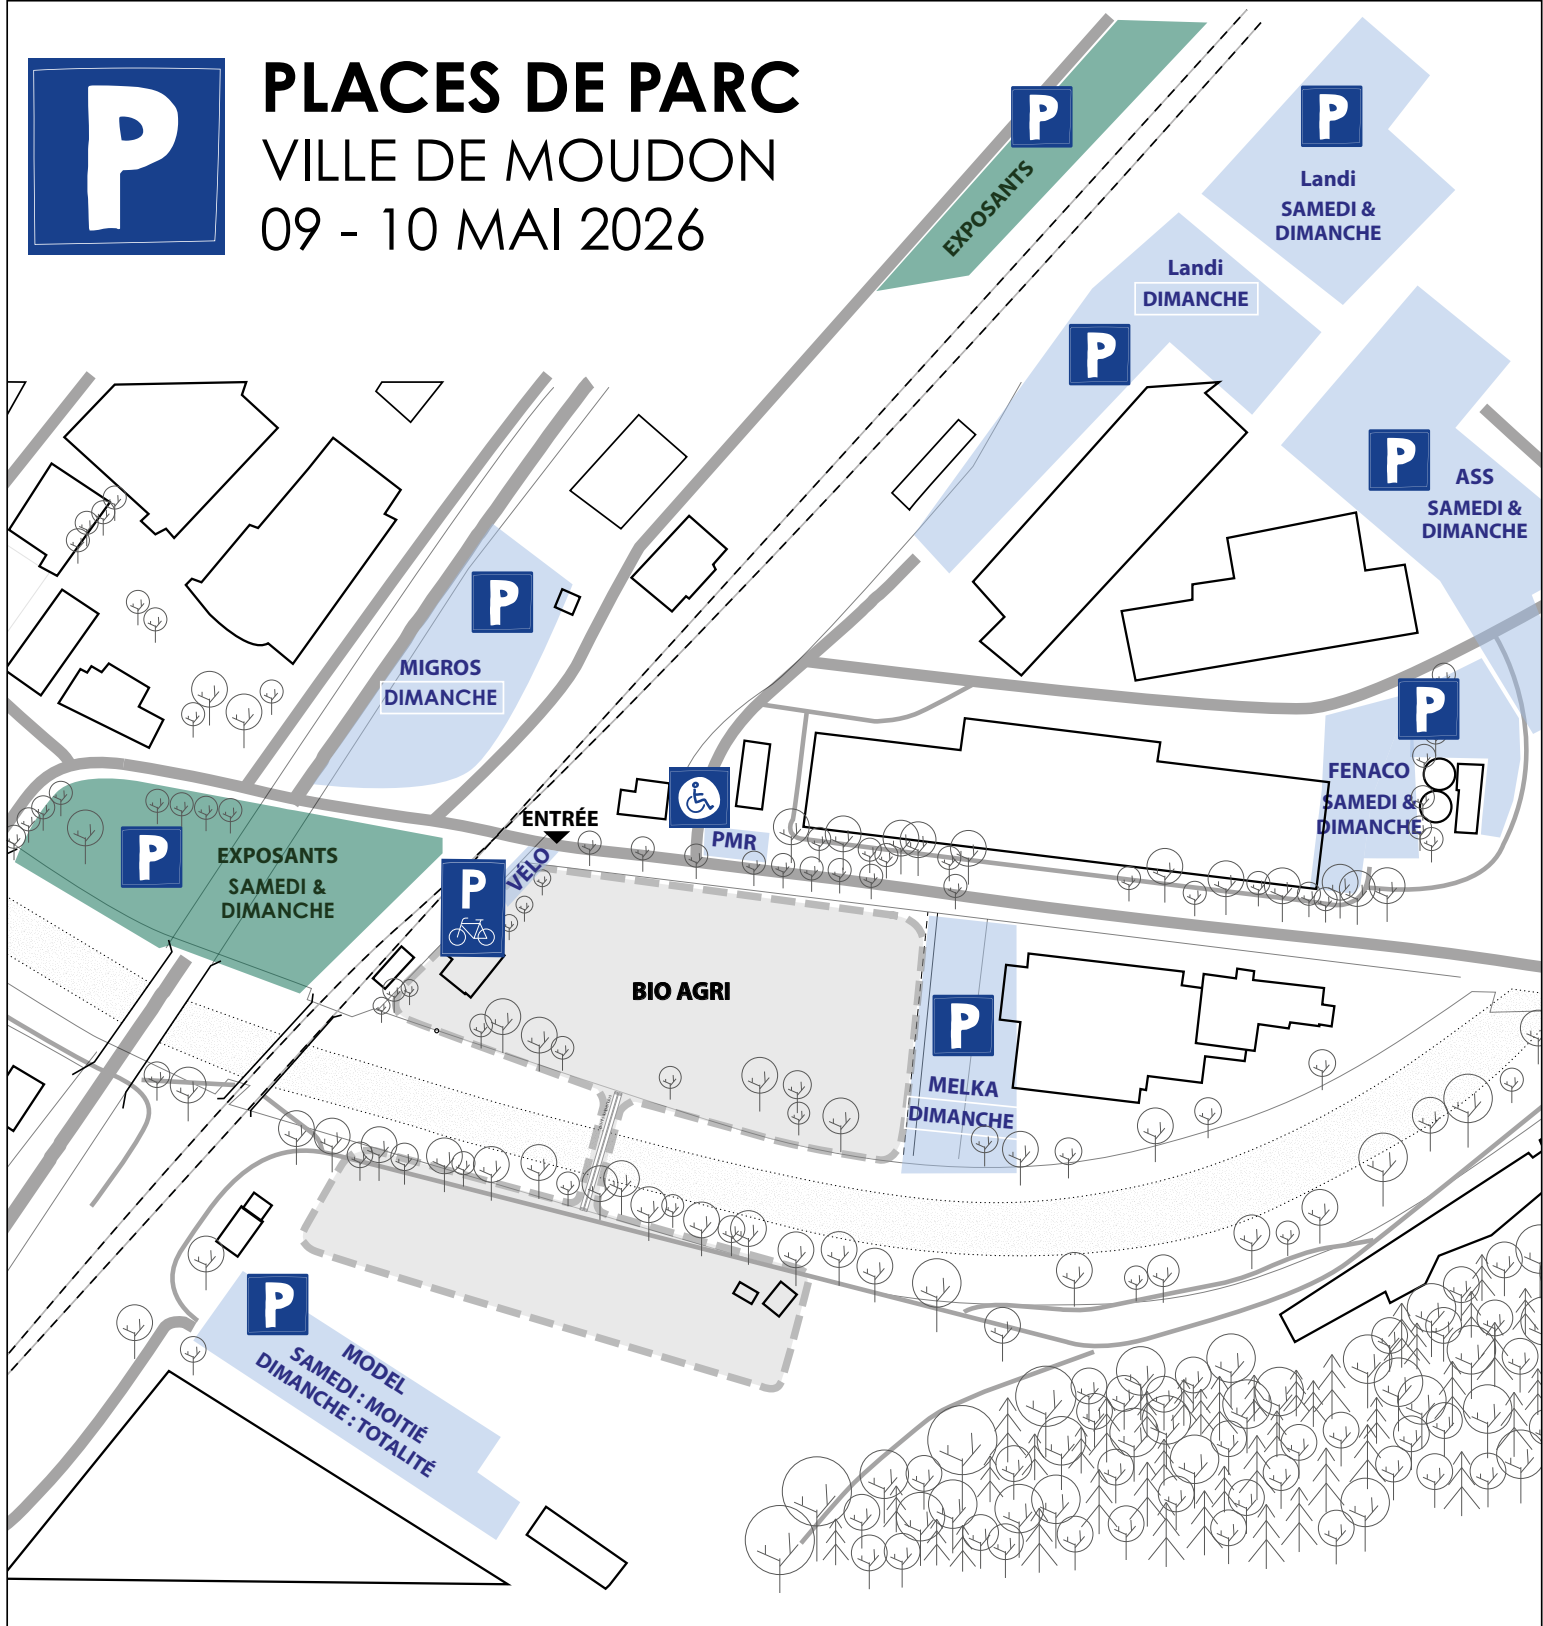 P
PLACES DE PARC
VILLE DE MOUDON
09 - 10 MAI 2026
P
EXPOSANTS
P
Landi
SAMEDI &
DIMANCHE
Landi
DIMANCHE
P
P
ASS
SAMEDI &
DIMANCHE
P
MIGROS
DIMANCHE
P
FENACO
SAMEDI &
DIMANCHE
ENTRÉE
PMR
P
EXPOSANTS
SAMEDI &
DIMANCHE
P
VÉLO
BIO AGRI
P
MELKA
DIMANCHE
P
MODEL
SAMEDI : MOITIÉ
DIMANCHE : TOTALITÉ